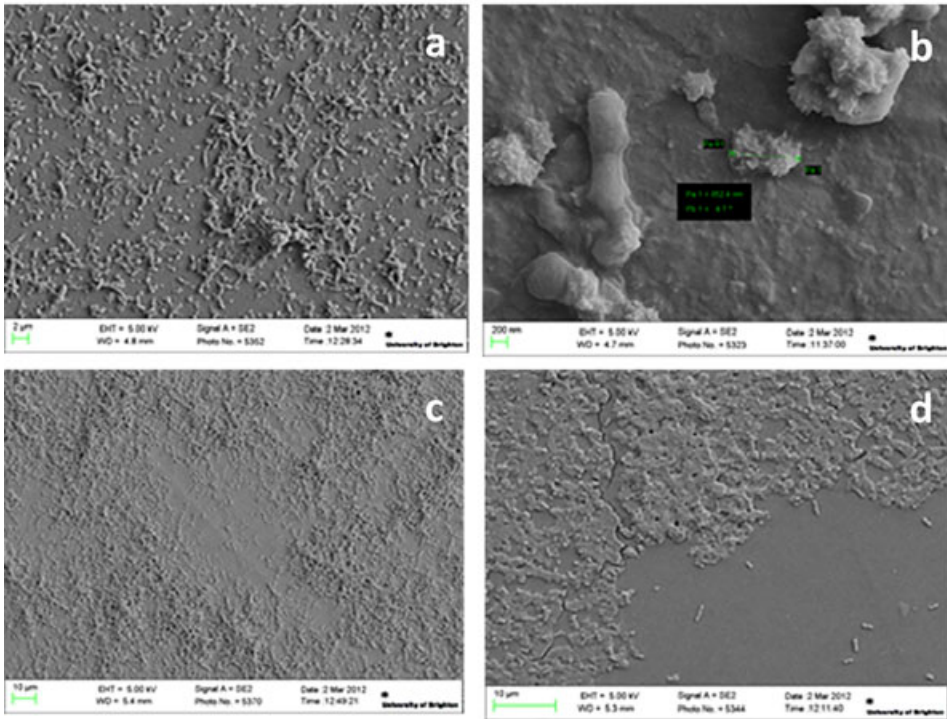 a
2 µm
EHT = 5.00 kV
WD = 4.8 mm
Signal A = SE2
Photo No. = 5352
Date :2 Mar 2012
Time :12:28:34
University of Brighton
b
Pa 1
200 nm
EHT = 5.00 kV
WD = 4.7 mm
Signal A = SE2
Photo No. = 5323
Date :2 Mar 2012
Time :11:37:00
University of Brighton
c
10 µm
EHT = 5.00 kV
WD = 5.4 mm
Signal A = SE2
Photo No. = 5370
Date :2 Mar 2012
Time :12:49:21
University of Brighton
d
10 µm
EHT = 5.00 kV
WD = 5.3 mm
Signal A = SE2
Photo No. = 5344
Date :2 Mar 2012
Time :12:11:40
University of Brighton